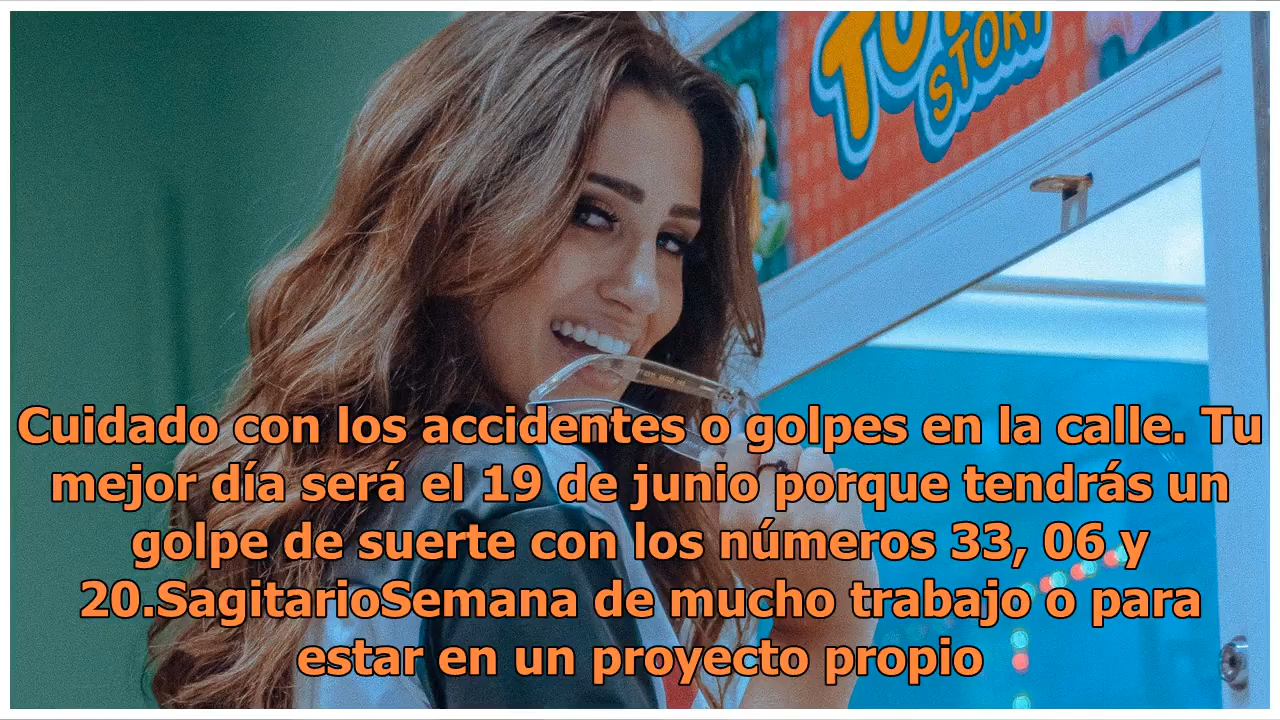 TOY
STORY
Cuidado con los accidentes o golpes en la calle. Tu
mejor día será el 19 de junio porque tendrás un
golpe de suerte con los números 33, 06 y
20.SagitarioSemana de mucho trabajo o para
estar en un proyecto propio